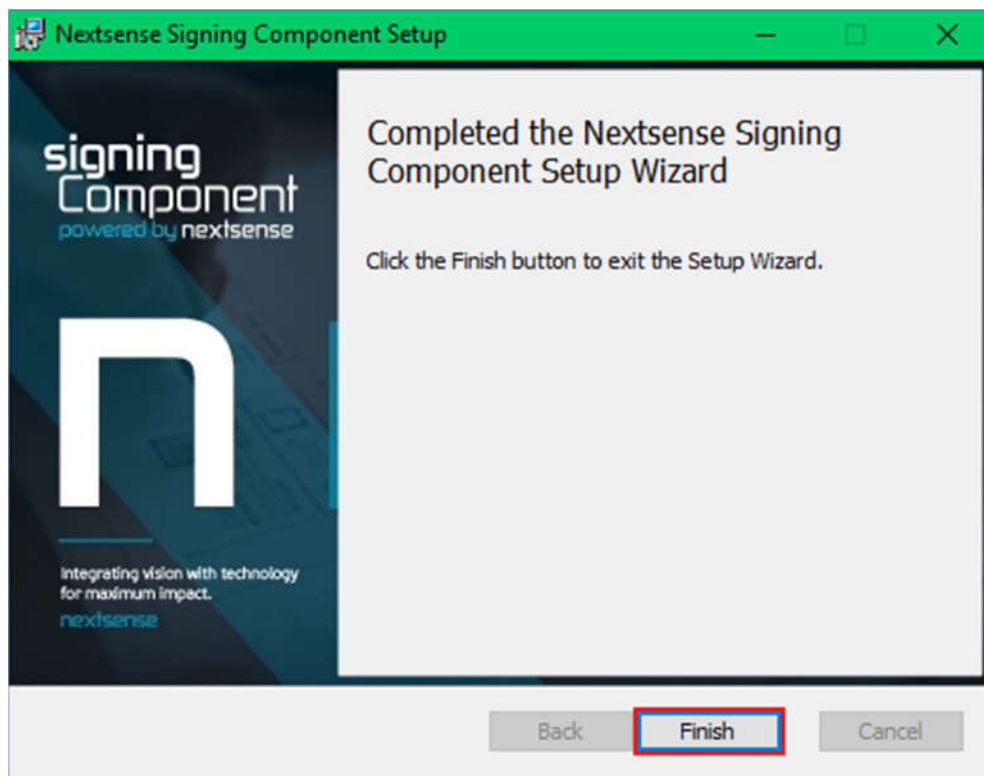 Nextsense Signing Component Setup
signing
Component
powered by nextsense
n
Integrating vision with technology
for maximum impact.
nextsense
Completed the Nextsense Signing
Component Setup Wizard
Click the Finish button to exit the Setup Wizard.
Back
Finish
Cancel